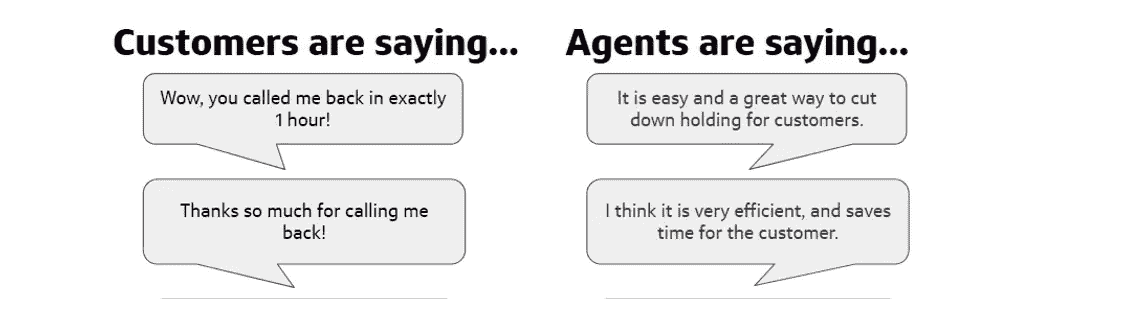 Customers are saying...
Wow, you called me back in exactly
1 hour!
Thanks so much for calling me
back!
Agents are saying...
It is easy and a great way to cut
down holding for customers.
I think it is very efficient, and saves
time for the customer.